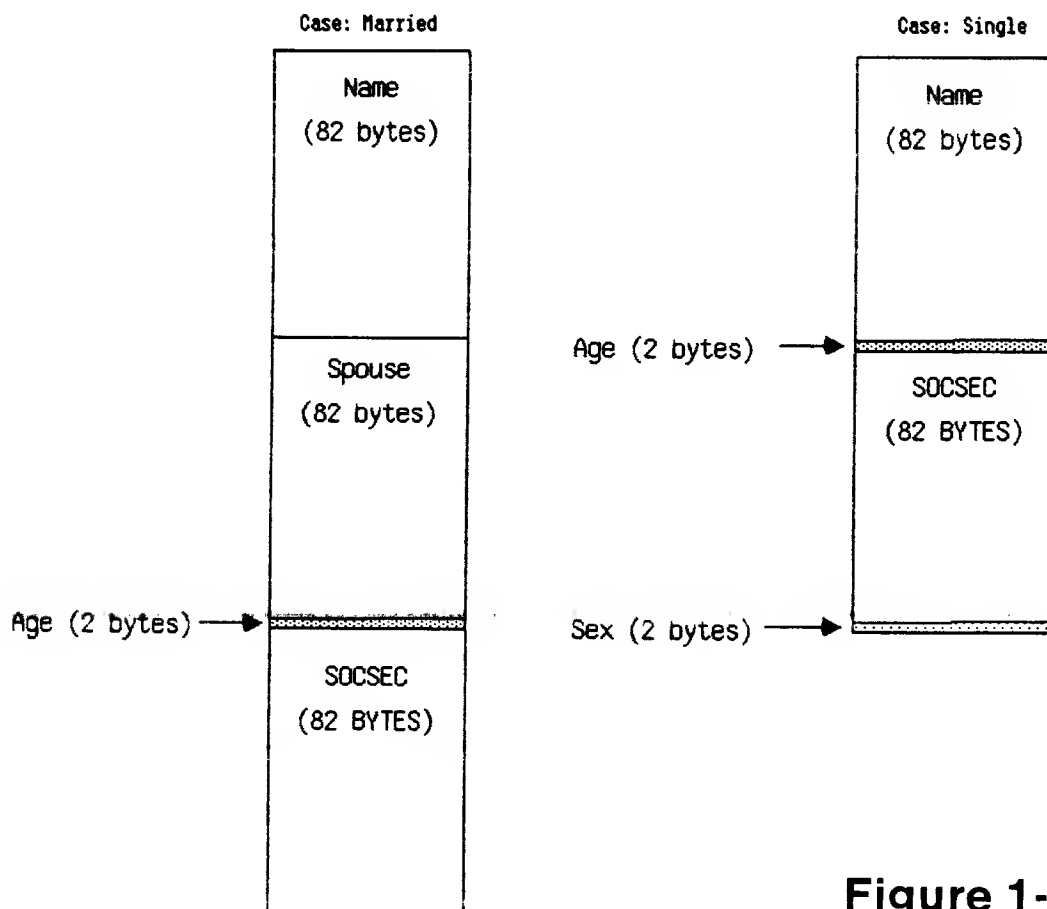 Case: Married
Name
(82 bytes)
Spouse
(82 bytes)
Age (2 bytes)
SOCSEC
(82 BYTES)
Case: Single
Name
(82 bytes)
Age (2 bytes)
SOCSEC
(82 BYTES)
Sex (2 bytes)
Figure 1-